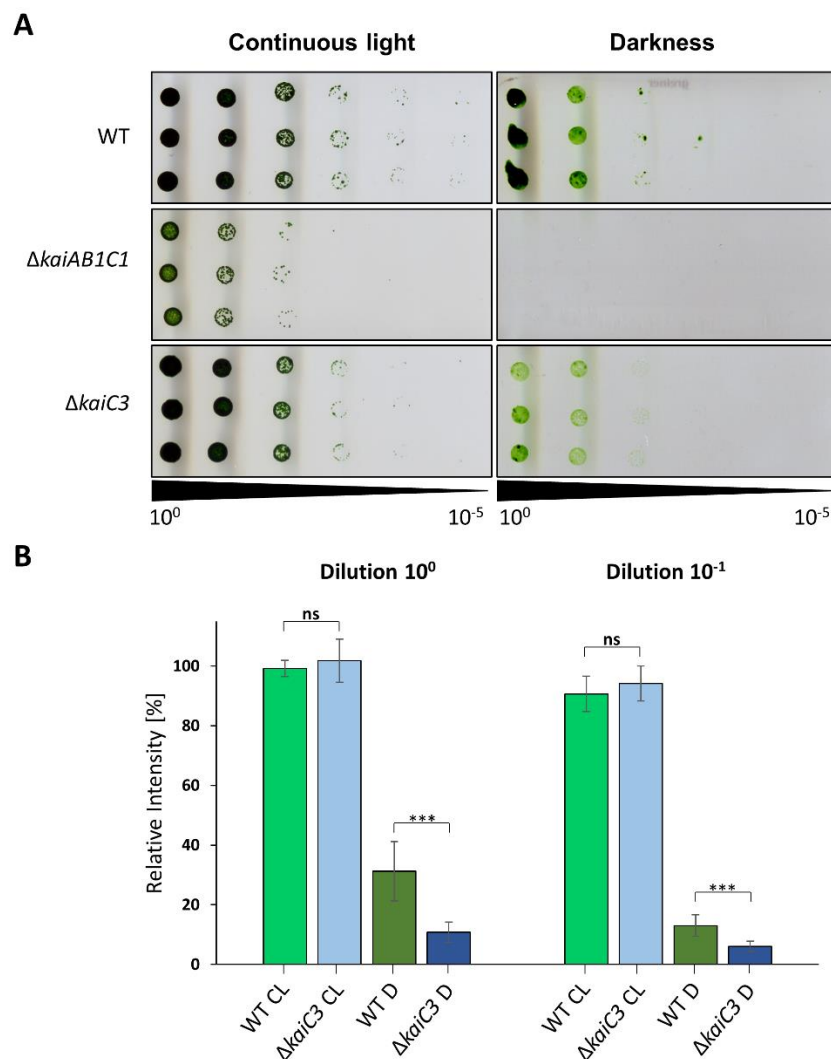 A
Continuous light
Darkness
greiner
WT
ΔkaiAB1C1
ΔkaiC3
10⁰
10⁻⁵
10⁰
10⁻⁵
B
Dilution 10⁰
Dilution 10⁻¹
ns
ns
***
***
Relative Intensity [%]
100
80
60
40
20
0
WT CL
ΔkaiC3 CL
WT D
ΔkaiC3 D
WT CL
ΔkaiC3 CL
WT D
ΔkaiC3 D